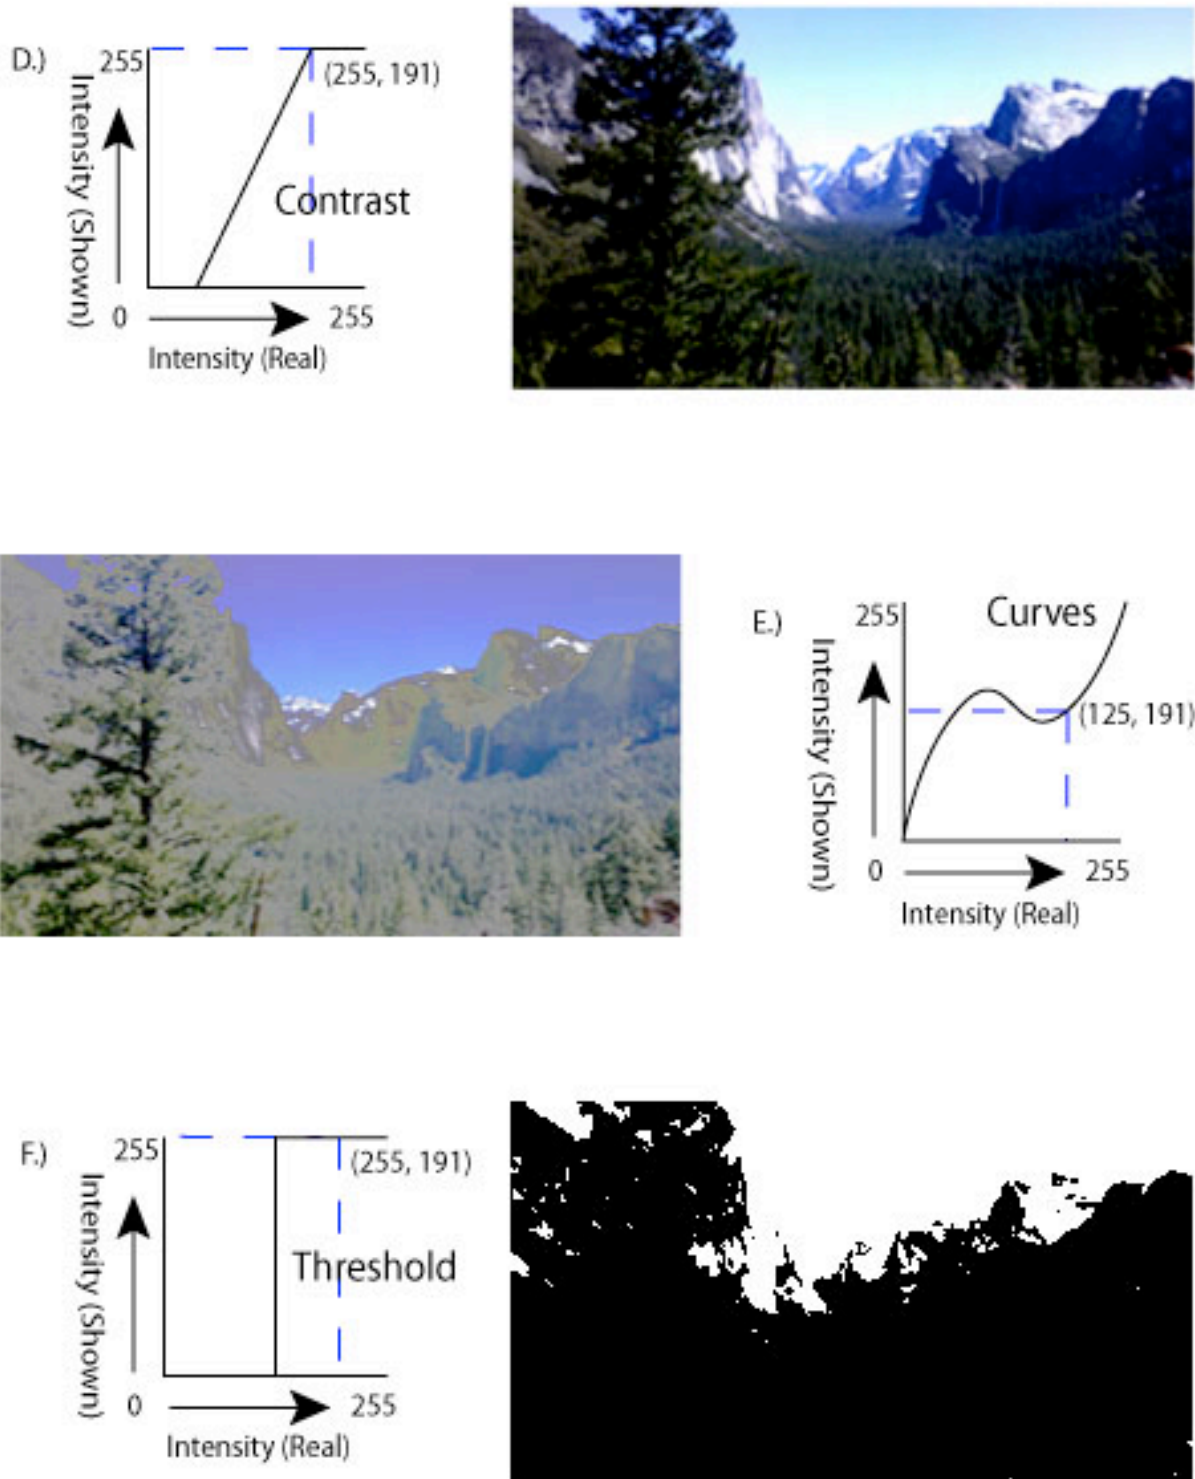 D.)
255
(255, 191)
Intensity (Shown)
Contrast
0
255
Intensity (Real)
E.)
255
Curves
Intensity (Shown)
(125, 191)
0
255
Intensity (Real)
F.)
255
(255, 191)
Intensity (Shown)
Threshold
0
255
Intensity (Real)